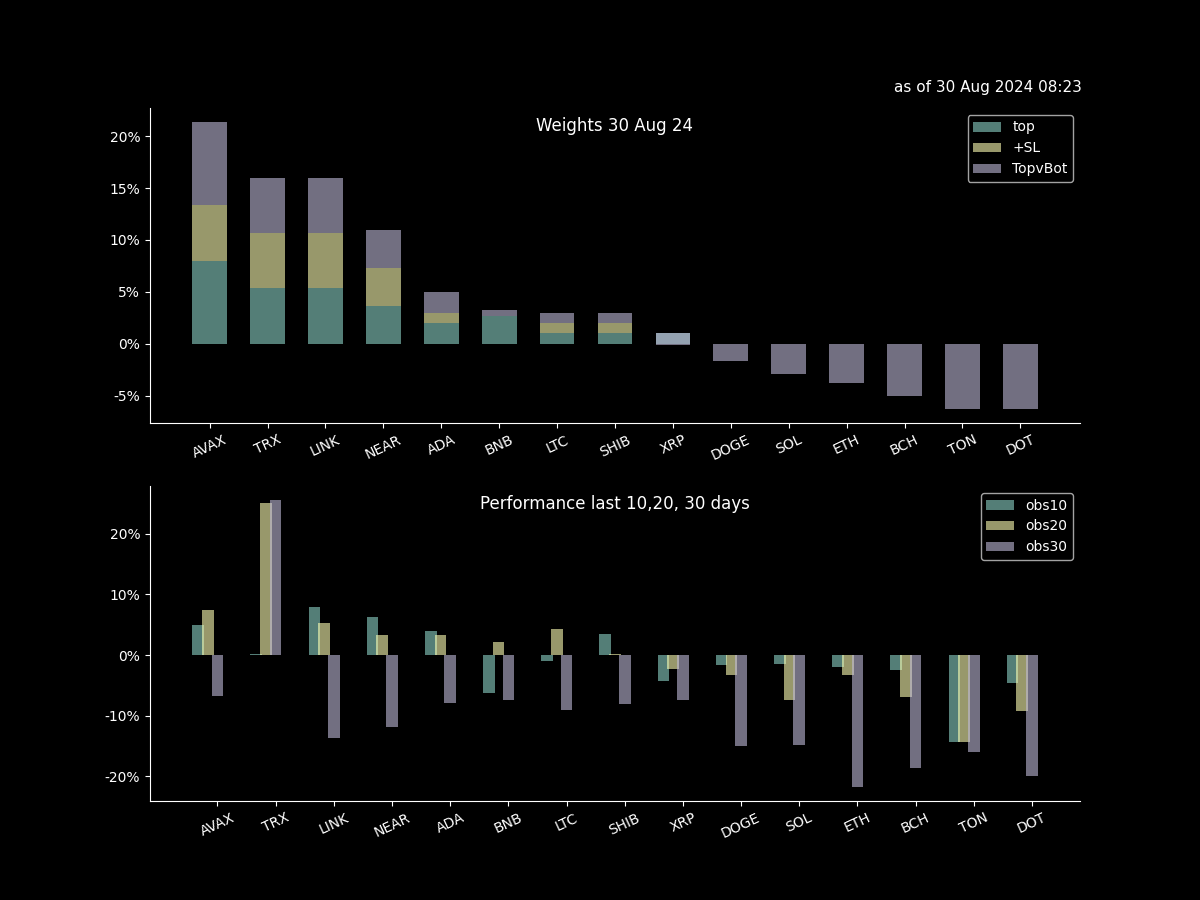 as of 30 Aug 2024 08:23
Weights 30 Aug 24
top
+SL
TopvBot
20%
15%
10%
5%
0%
-5%
AVAX TRX LINK NEAR ADA BNB LTC SHIB XRP DOGE SOL ETH BCH TON DOT
Performance last 10,20, 30 days
obs10
obs20
obs30
20%
10%
0%
-10%
-20%
AVAX TRX LINK NEAR ADA BNB LTC SHIB XRP DOGE SOL ETH BCH TON DOT